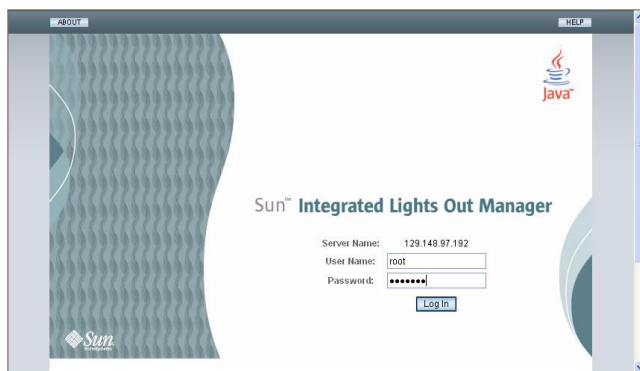 ABOUT
HELP
Java™
Sun™ Integrated Lights Out Manager
Server Name: 129.148.97.192
User Name: root
Password: •••••••
Log In
Sun